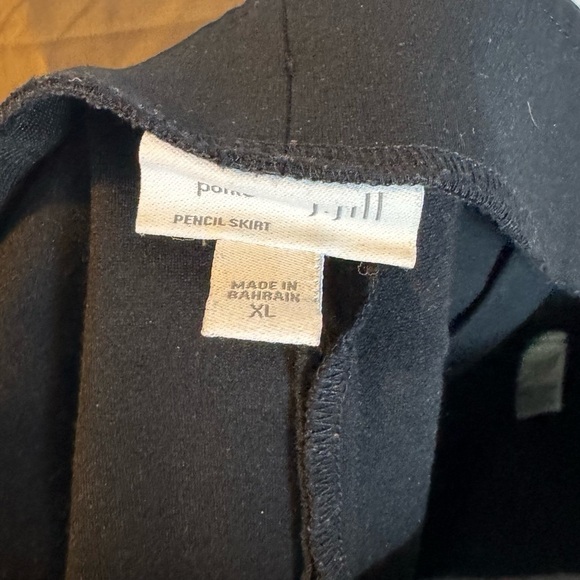 j.jill
PENCIL SKIRT
MADE IN
BAHRAIN
XL